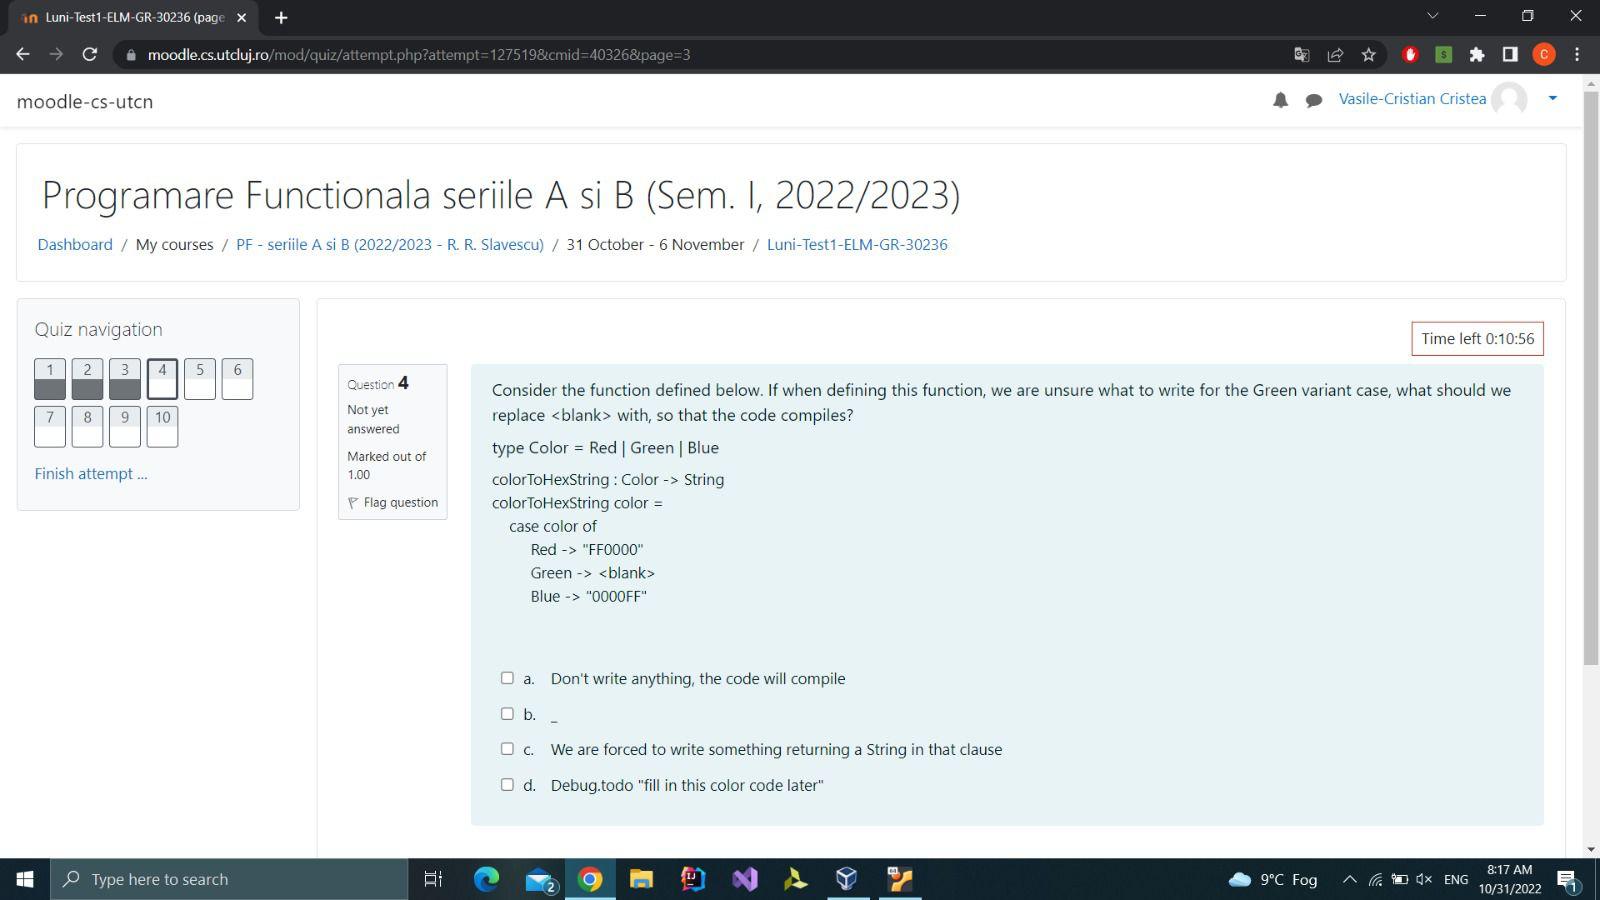 Luni-Test1-ELM-GR-30236 (page
moodle.cs.utcluj.ro/mod/quiz/attempt.php?attempt=127519&cmid=40326&page=3
S
C
moodle-cs-utcn
Vasile-Cristian Cristea
Programare Functionala seriile A si B (Sem. I, 2022/2023)
Dashboard / My courses / PF - seriile A si B (2022/2023 - R. R. Slavescu) / 31 October - 6 November / Luni-Test1-ELM-GR-30236
Quiz navigation
1 2 3 4 5 6
7 8 9 10
Finish attempt ...
Time left 0:10:56
Question 4
Not yet
answered
Marked out of
1.00
Flag question
Consider the function defined below. If when defining this function, we are unsure what to write for the Green variant case, what should we
replace <blank> with, so that the code compiles?
type Color = Red | Green | Blue
colorToHexString : Color -> String
colorToHexString color =
case color of
Red -> "FF0000"
Green -> <blank>
Blue -> "0000FF"
a. Don't write anything, the code will compile
b. _
c. We are forced to write something returning a String in that clause
d. Debug.todo "fill in this color code later"
Type here to search
2
9°C Fog
ENG
8:17 AM
10/31/2022
1